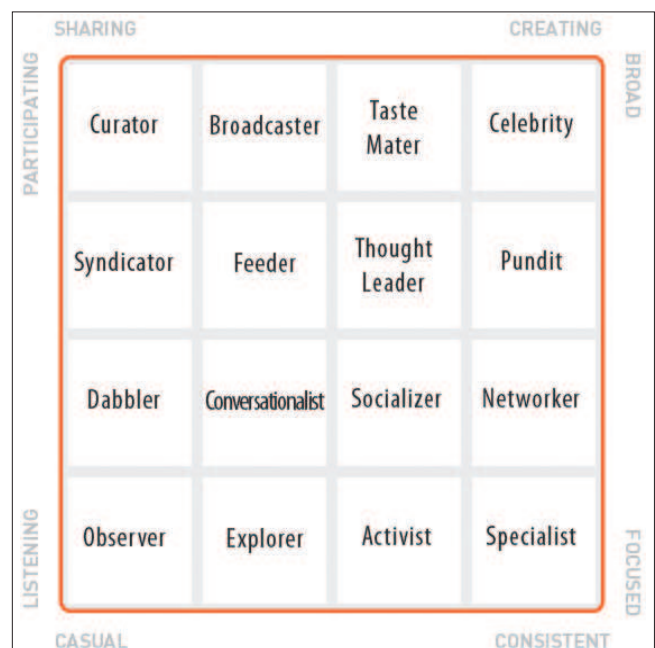 SHARING CREATING
PARTICIPATING BROAD
Curator Broadcaster Taste Mater Celebrity
Syndicator Feeder Thought Leader Pundit
Dabbler Conversationalist Socializer Networker
Observer Explorer Activist Specialist
LISTENING FOCUSED
CASUAL CONSISTENT